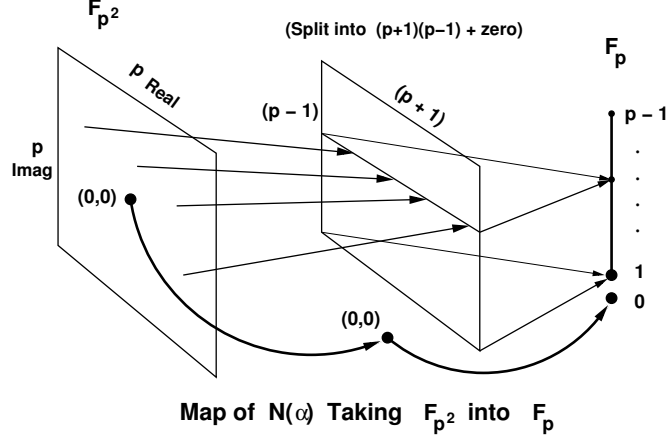 F_{p^2}
(Split into (p+1)(p−1) + zero)
F_p
p Real
(p − 1)
(p + 1)
p − 1
p
Imag
.
.
.
.
(0,0)
1
0
(0,0)
Map of N(α) Taking F_{p^2} into F_p